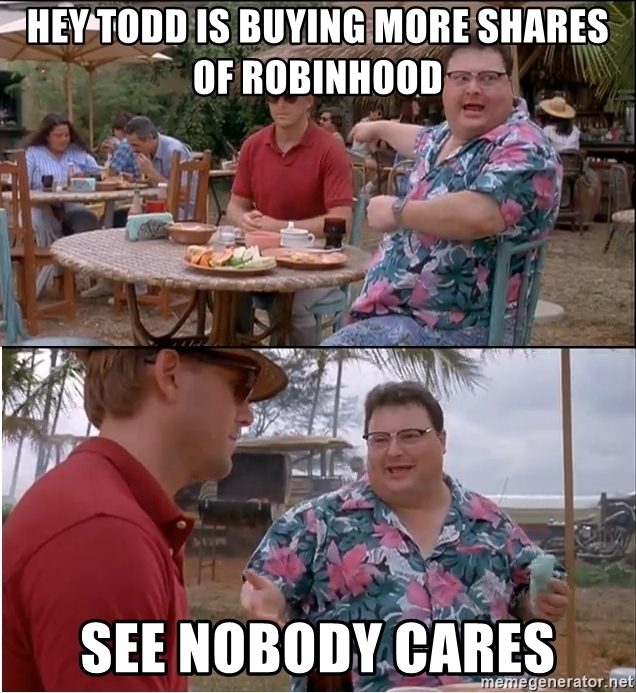 HEY TODD IS BUYING MORE SHARES
OF ROBINHOOD
SEE NOBODY CARES
memegenerator.net